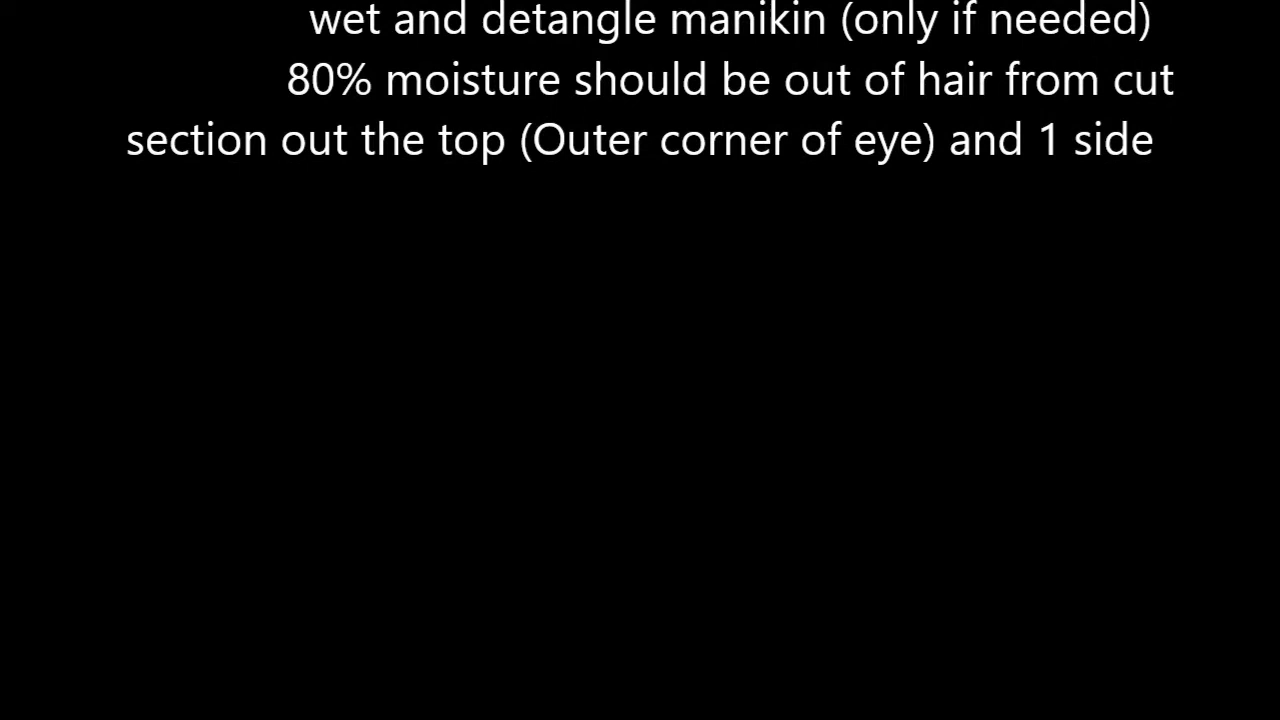 wet and detangle manikin (only if needed)
80% moisture should be out of hair from cut
section out the top (Outer corner of eye) and 1 side